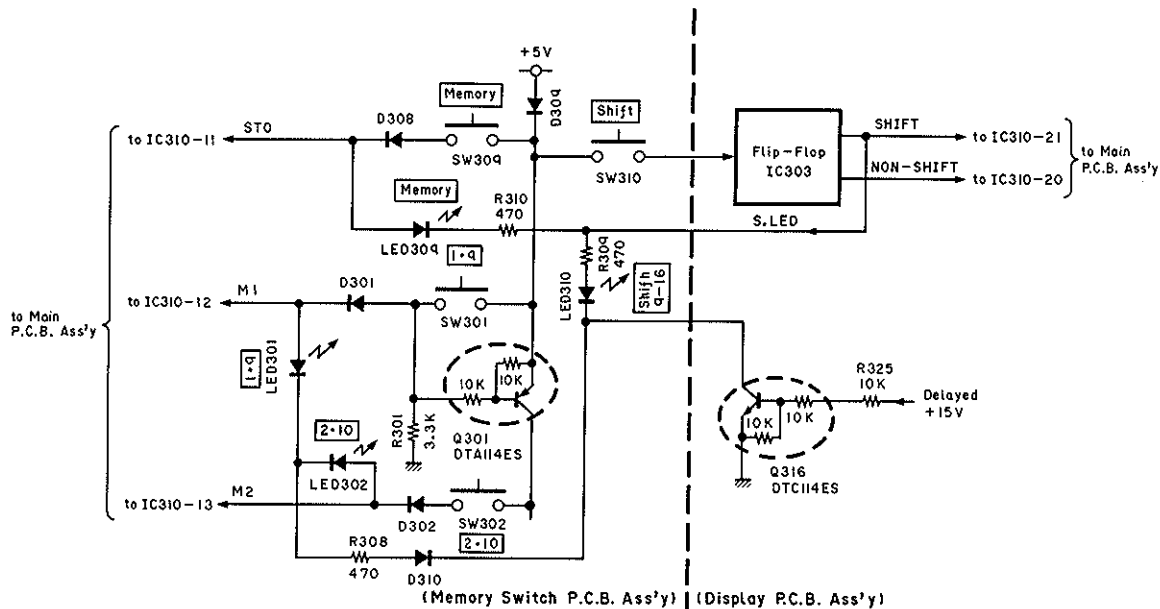 +5V
D309
Memory
D308
SW309
STO
to IC310-11
Shift
SW310
Flip-Flop
IC303
SHIFT
to IC310-21
NON-SHIFT
to IC310-20
to Main
P.C.B. Ass'y
Memory
LED309
R310
470
S.LED
R309
470
LED310
Shifh
9-16
to Main
P.C.B. Ass'y
to IC310-12
M1
D301
1•9
SW301
1•9
LED301
10K
10K
R301
3.3K
Q301
DTA114ES
2•10
LED302
to IC310-13
M2
D302
SW302
2•10
R308
470
D310
R325
10K
Delayed
+15V
10K
10K
Q316
DTC114ES
(Memory Switch P.C.B. Ass'y)
(Display P.C.B. Ass'y)